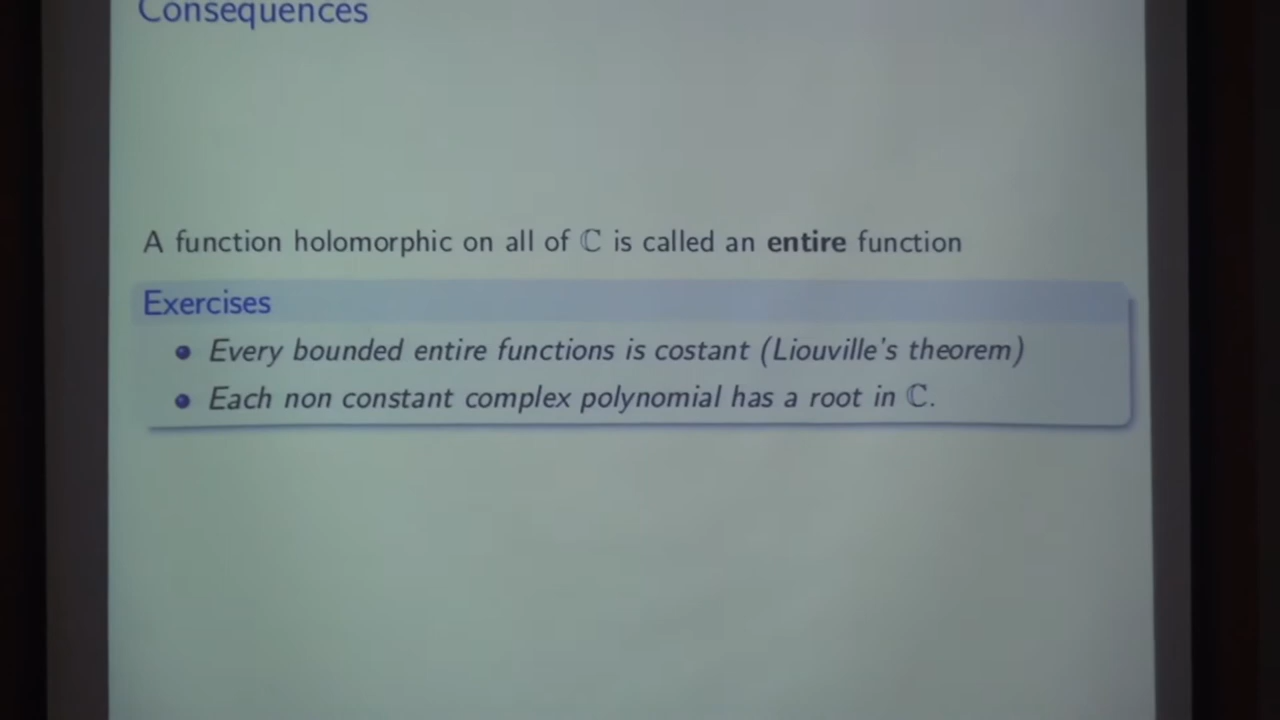 Consequences
A function holomorphic on all of ℂ is called an entire function
Exercises
Every bounded entire functions is costant (Liouville's theorem)
Each non constant complex polynomial has a root in ℂ.